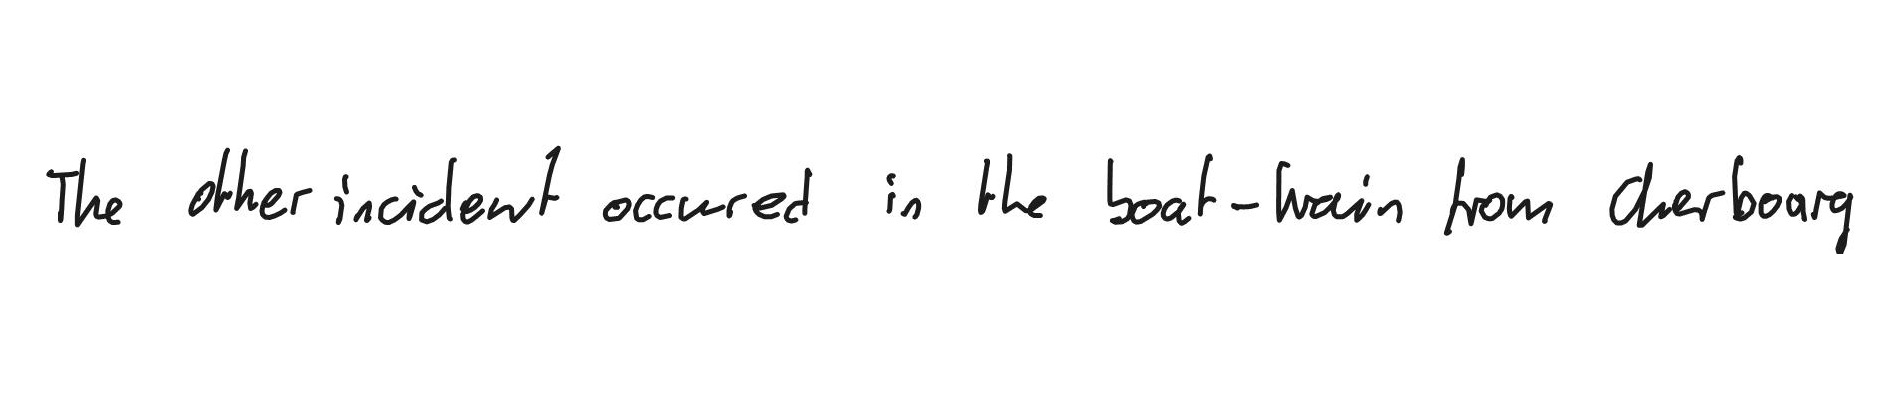 The other incident occured in the boat-train from Cherbourg